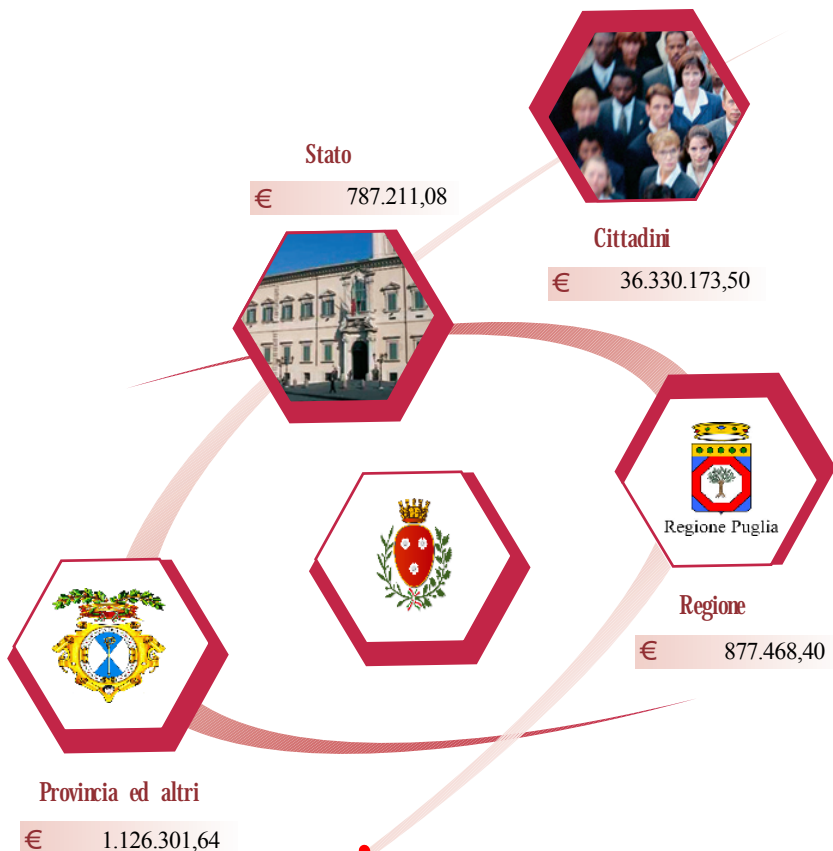 Stato
€ 787.211,08
Cittadini
€ 36.330.173,50
Regione Puglia
Regione
€ 877.468,40
Provincia ed altri
€ 1.126.301,64